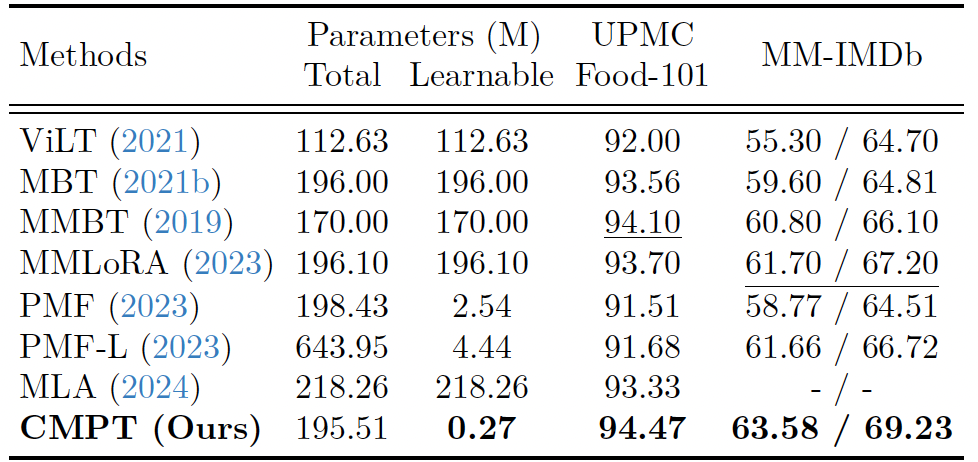 Methods Parameters (M) UPMC MM-IMDb
Total Learnable Food-101
ViLT (2021) 112.63 112.63 92.00 55.30 / 64.70
MBT (2021b) 196.00 196.00 93.56 59.60 / 64.81
MMBT (2019) 170.00 170.00 94.10 60.80 / 66.10
MMLoRA (2023) 196.10 196.10 93.70 61.70 / 67.20
PMF (2023) 198.43 2.54 91.51 58.77 / 64.51
PMF-L (2023) 643.95 4.44 91.68 61.66 / 66.72
MLA (2024) 218.26 218.26 93.33 - / -
CMPT (Ours) 195.51 0.27 94.47 63.58 / 69.23